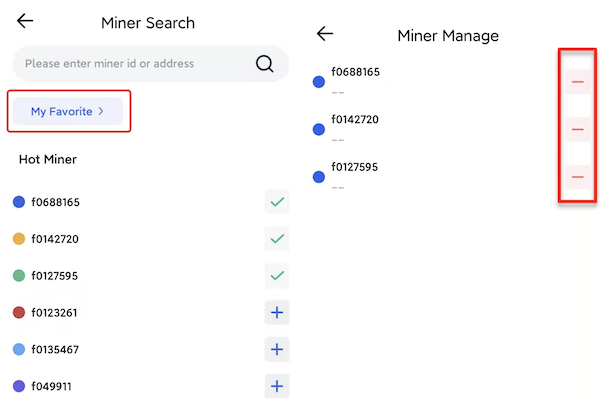 Miner Search
Please enter miner id or address
My Favorite >
Hot Miner
f0688165
f0142720
f0127595
f0123261
f0135467
f049911
Miner Manage
f0688165
--
f0142720
--
f0127595
--